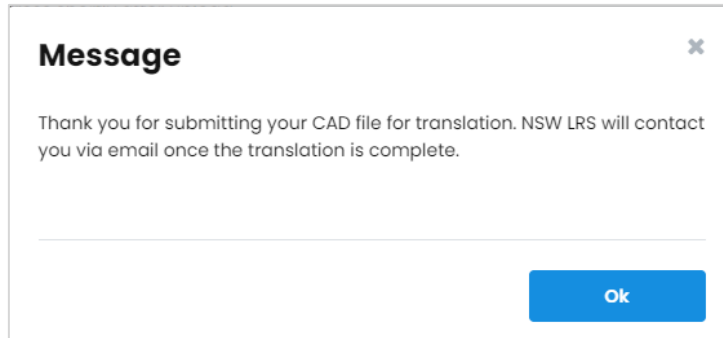 Message
Thank you for submitting your CAD file for translation. NSW LRS will contact
you via email once the translation is complete.
Ok